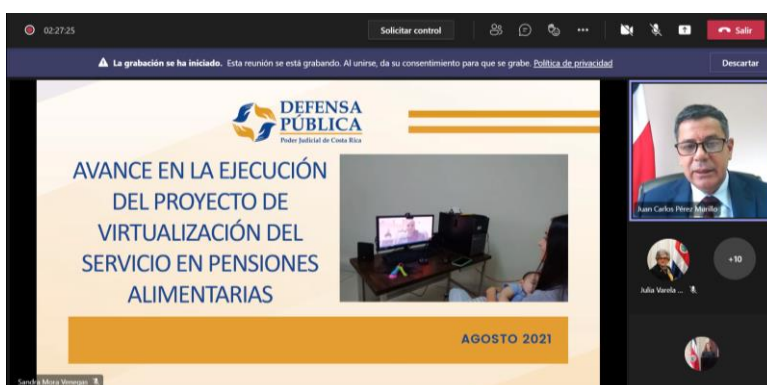 02:27:25
Solicitar control
Salir
La grabación se ha iniciado. Esta reunión se está grabando. Al unirse, da su consentimiento para que se grabe. Política de privacidad
Descartar
DEFENSA
PÚBLICA
Poder Judicial de Costa Rica
AVANCE EN LA EJECUCIÓN
DEL PROYECTO DE
VIRTUALIZACIÓN DEL
SERVICIO EN PENSIONES
ALIMENTARIAS
AGOSTO 2021
Sandra Mora Venegas
Juan Carlos Pérez Murillo
+10
Julia Varela ...